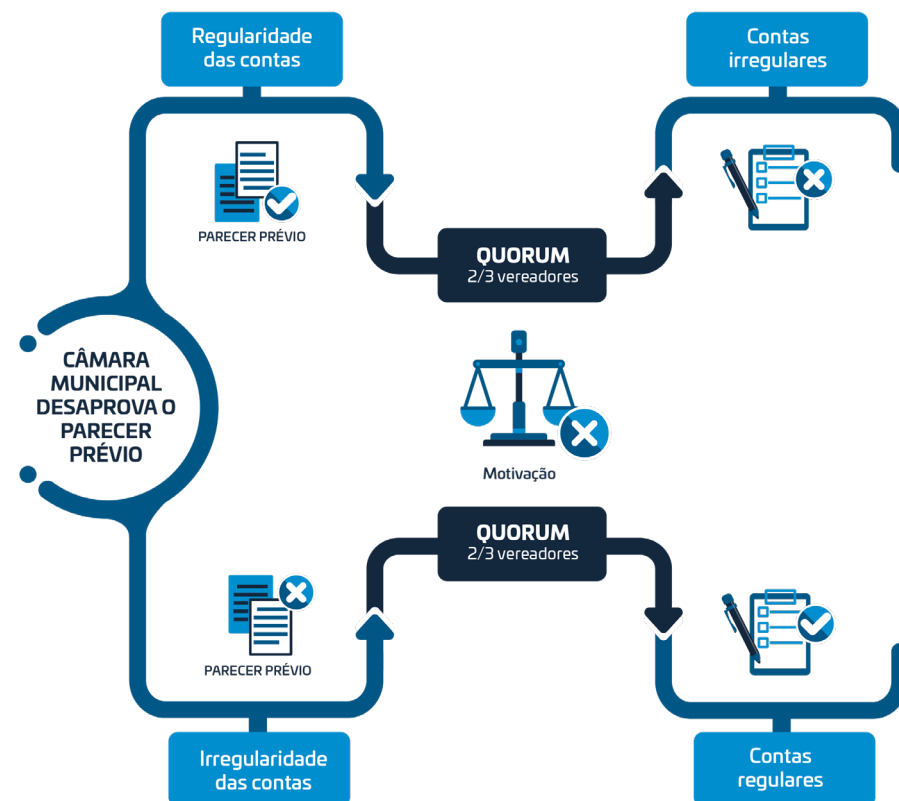 Regularidade
das contas
Contas
irregulares
PARECER PRÉVIO
QUORUM
2/3 vereadores
CÂMARA
MUNICIPAL
DESAPROVA O
PARECER
PRÉVIO
Motivação
QUORUM
2/3 vereadores
PARECER PRÉVIO
Irregularidade
das contas
Contas
regulares